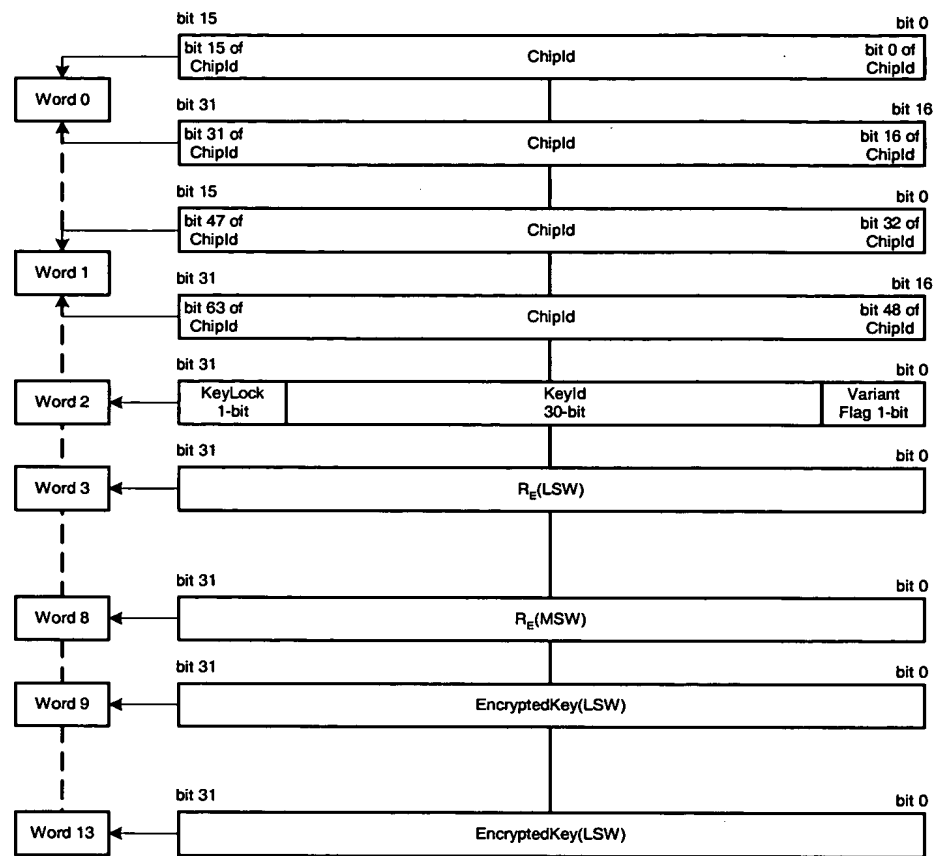 bit 15 bit 0
bit 15 of ChipId bit 0 of
ChipId ChipId
Word 0
bit 31 bit 16
bit 31 of ChipId bit 16 of
ChipId ChipId
bit 15 bit 0
bit 47 of ChipId bit 32 of
ChipId ChipId
Word 1
bit 31 bit 16
bit 63 of ChipId bit 48 of
ChipId ChipId
bit 31 bit 0
Word 2 KeyLock KeyId Variant
1-bit 30-bit Flag 1-bit
bit 31 bit 0
Word 3 R_E(LSW)
bit 31 bit 0
Word 8 R_E(MSW)
bit 31 bit 0
Word 9 EncryptedKey(LSW)
bit 31 bit 0
Word 13 EncryptedKey(LSW)